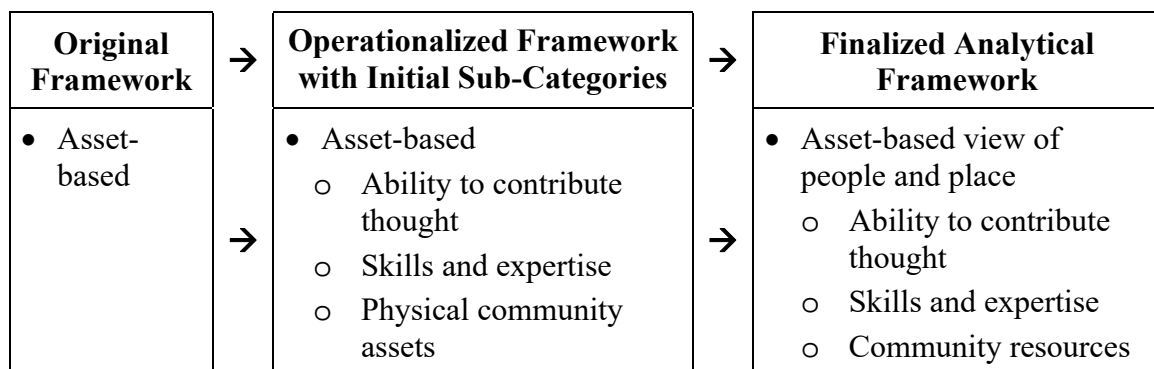 Original
Framework
→
Operationalized Framework
with Initial Sub-Categories
→
Finalized Analytical
Framework
• Asset-
based
→
• Asset-based
o Ability to contribute
thought
o Skills and expertise
o Physical community
assets
→
• Asset-based view of
people and place
o Ability to contribute
thought
o Skills and expertise
o Community resources